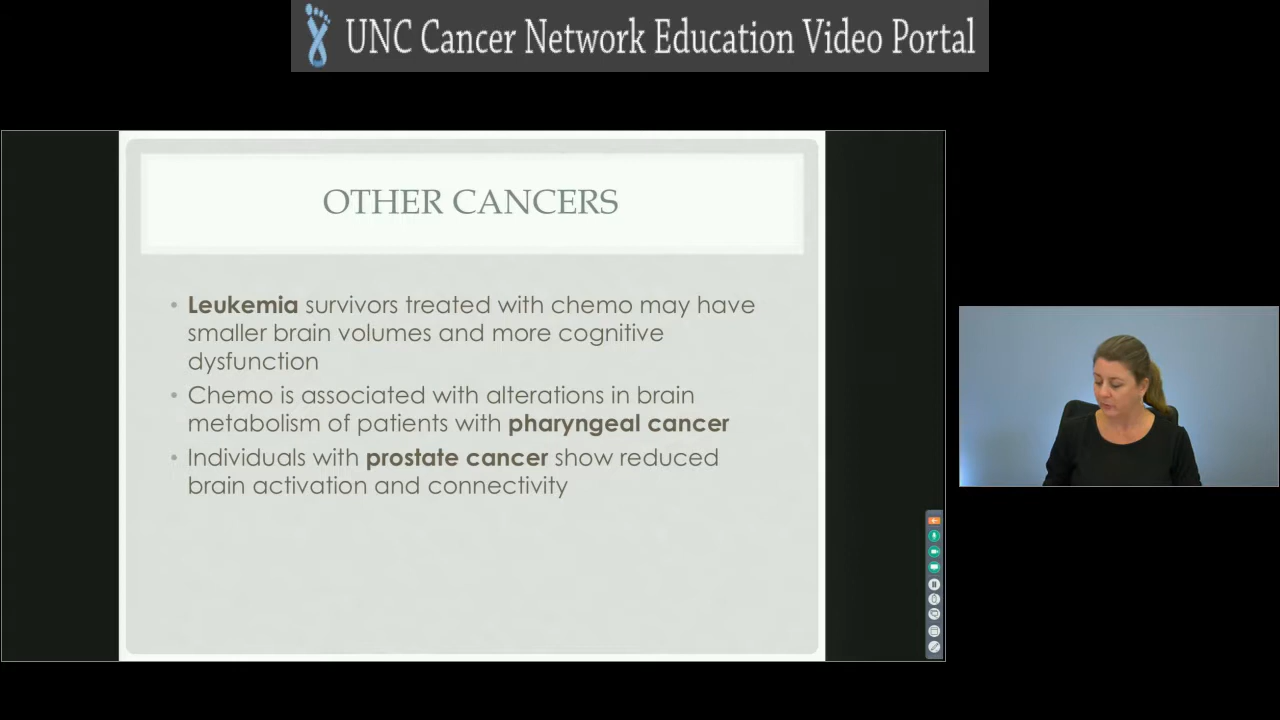 UNC Cancer Network Education Video Portal
OTHER CANCERS
• Leukemia survivors treated with chemo may have
smaller brain volumes and more cognitive
dysfunction
• Chemo is associated with alterations in brain
metabolism of patients with pharyngeal cancer
• Individuals with prostate cancer show reduced
brain activation and connectivity